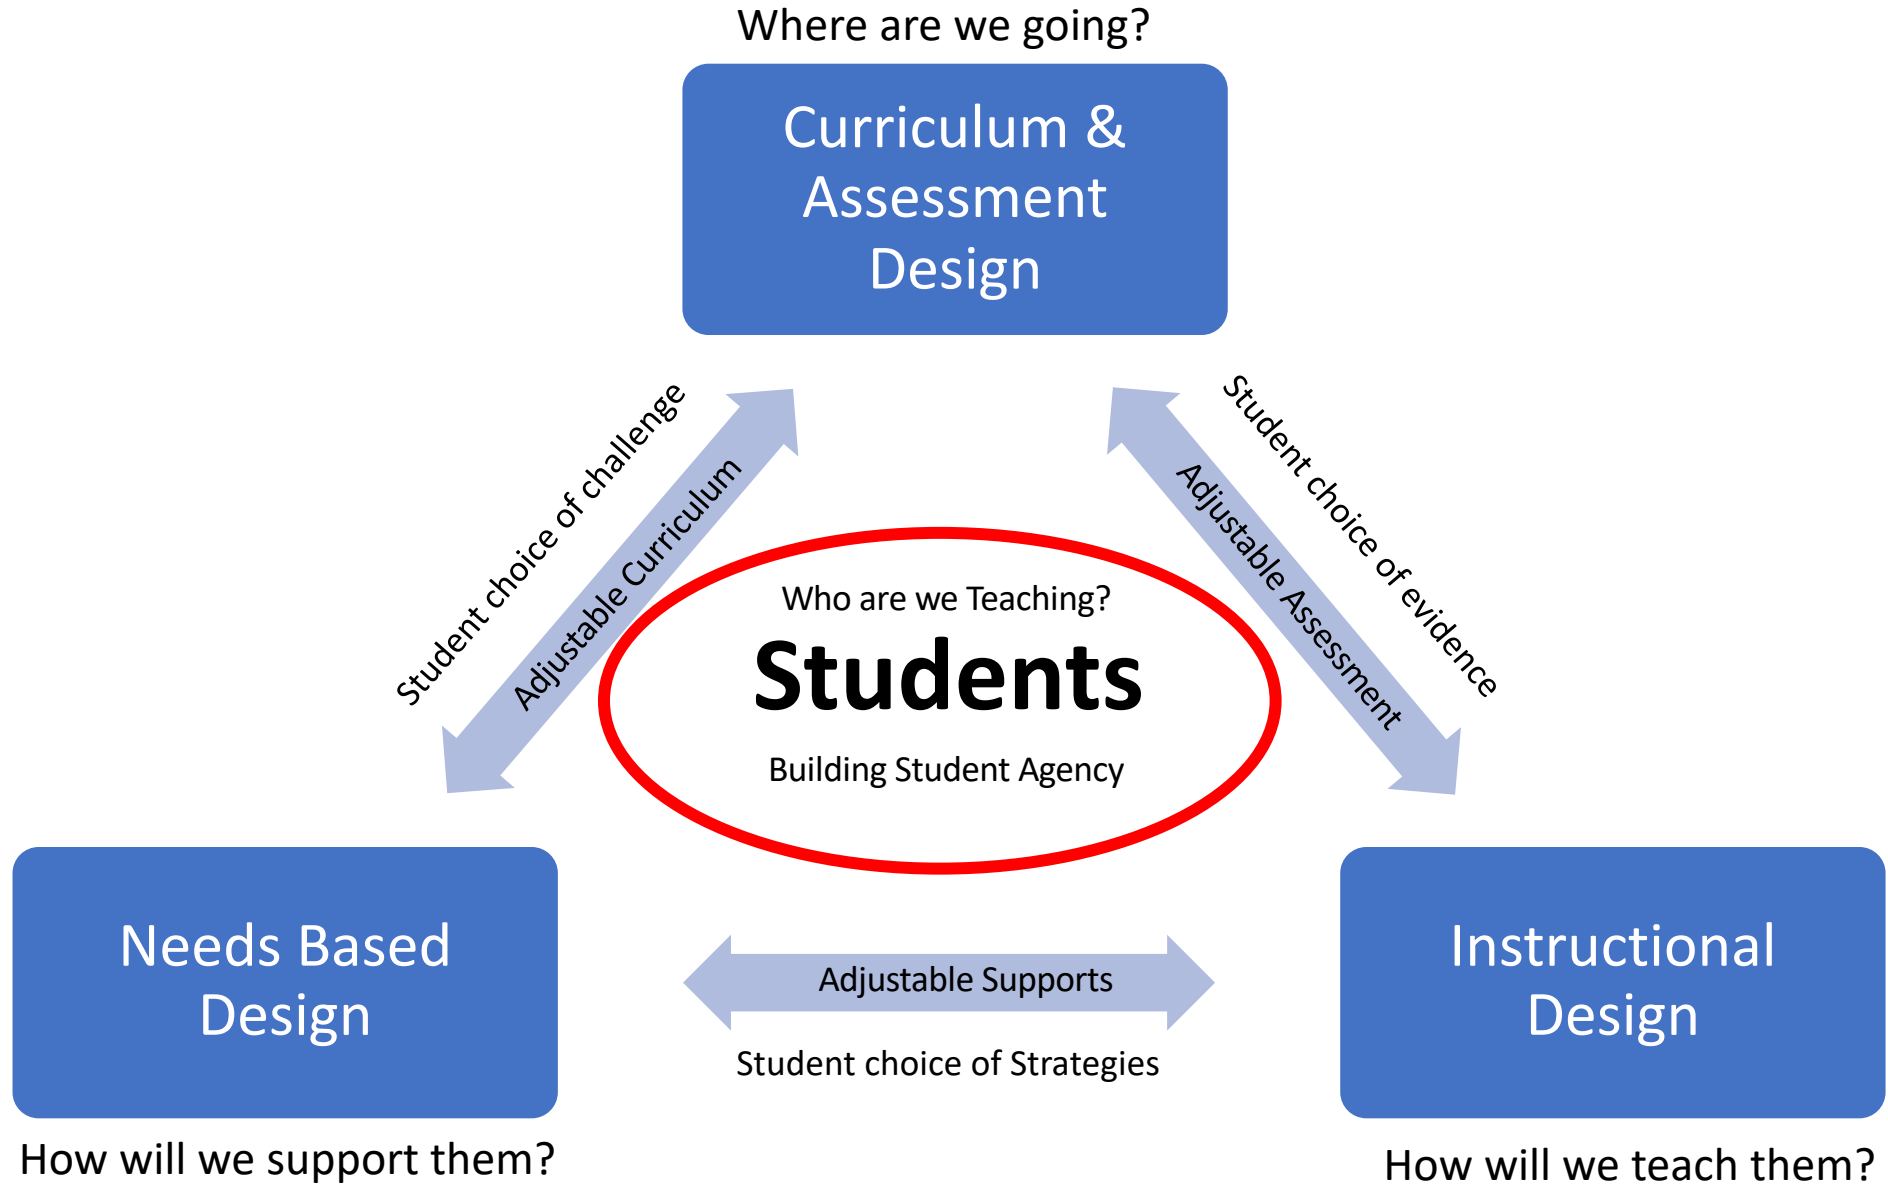 Where are we going?
Curriculum &
Assessment
Design
Student choice of challenge
Adjustable Curriculum
Adjustable Assessment
Student choice of evidence
Who are we Teaching?
Students
Building Student Agency
Needs Based
Design
Adjustable Supports
Student choice of Strategies
Instructional
Design
How will we support them?
How will we teach them?